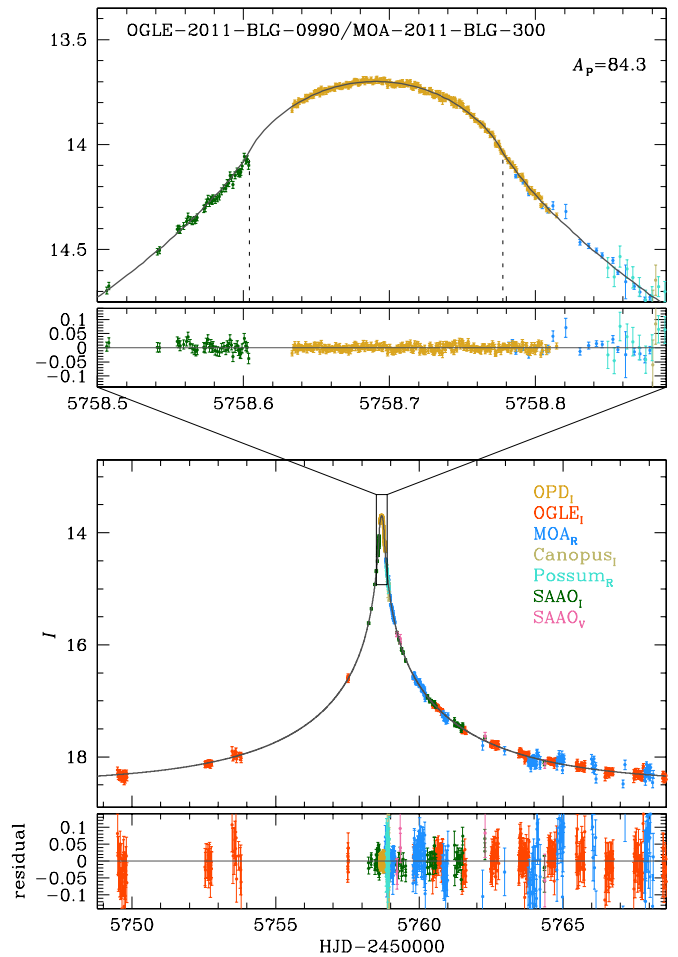 13.5
OGLE-2011-BLG-0990/MOA-2011-BLG-300
A_P=84.3
14
14.5
0.1
0.05
0
-0.05
-0.1
5758.5
5758.6
5758.7
5758.8
14
I
16
18
OPD_I
OGLE_I
MOA_R
Canopus_I
Possum_R
SAAO_I
SAAO_V
residual
0.1
0.05
0
-0.05
-0.1
5750
5755
5760
5765
HJD-2450000